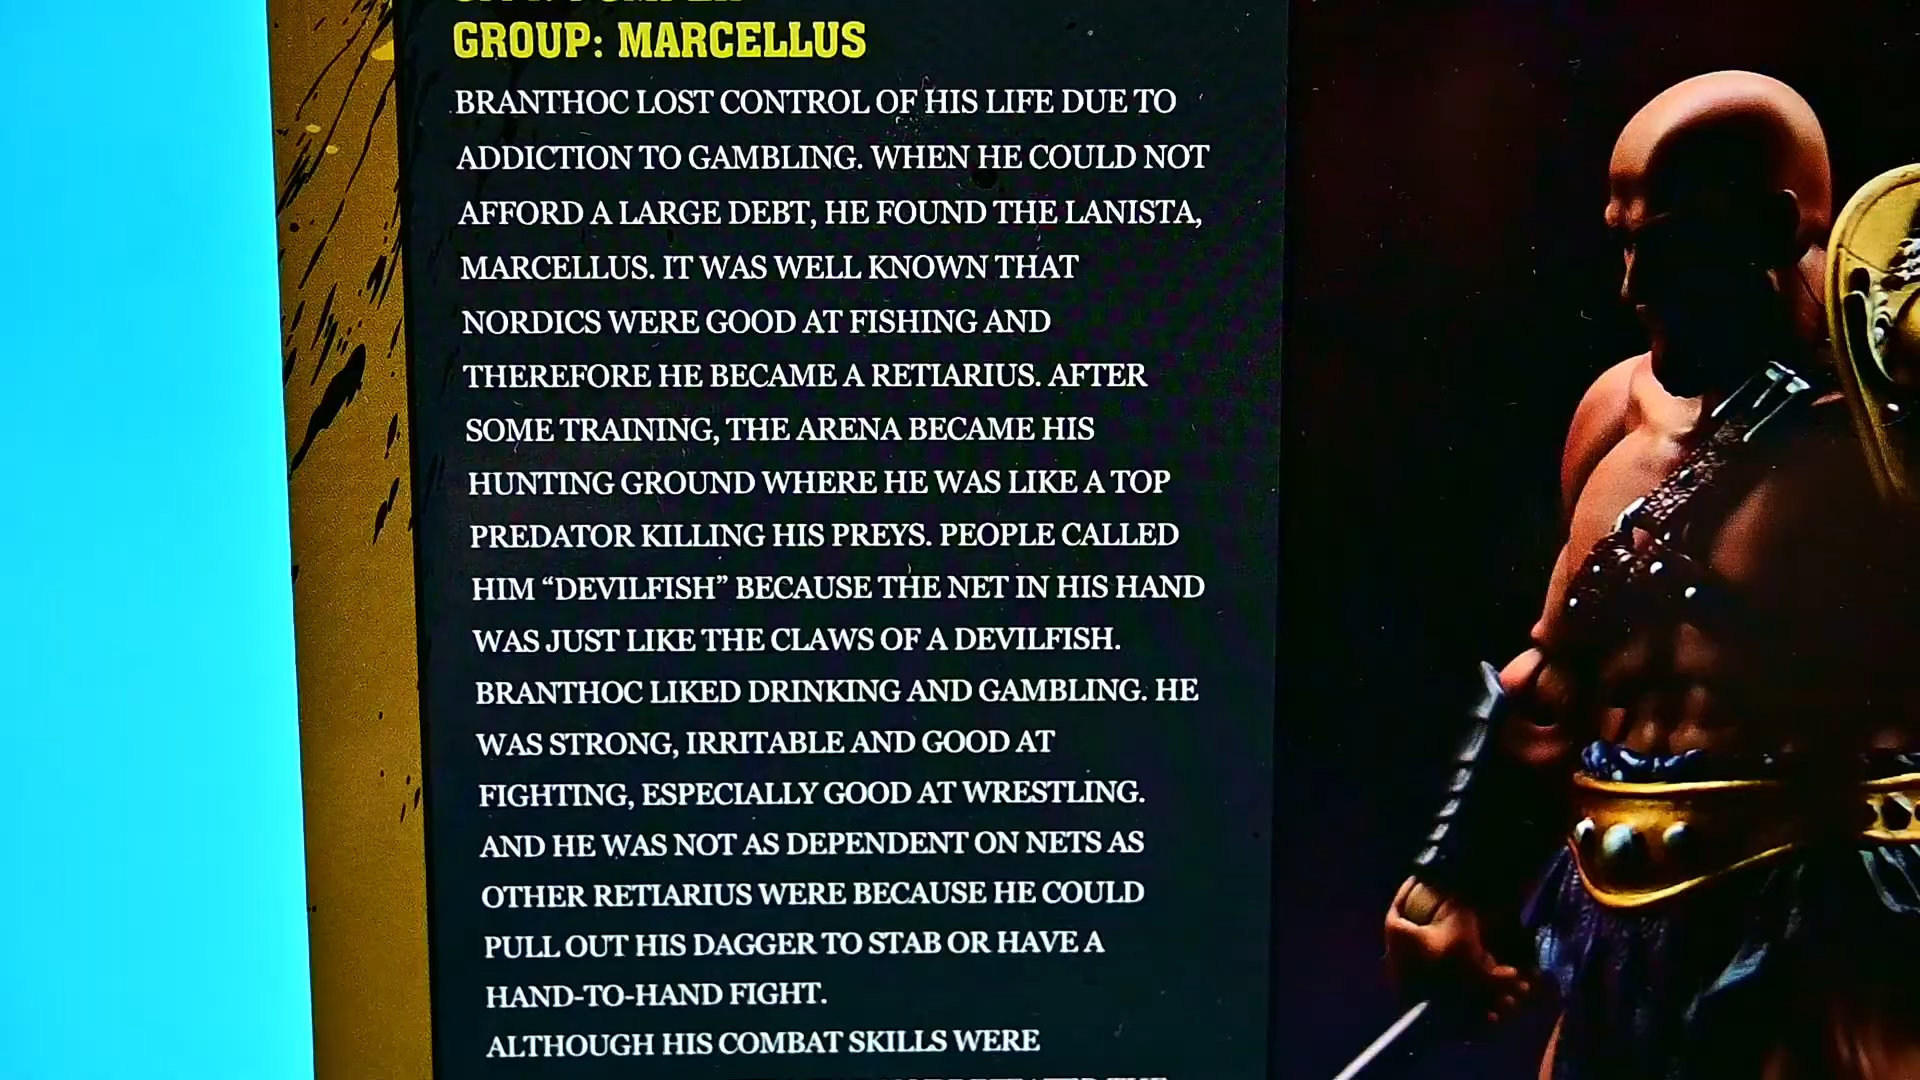 GROUP: MARCELLUS
BRANTHOC LOST CONTROL OF HIS LIFE DUE TO
ADDICTION TO GAMBLING. WHEN HE COULD NOT
AFFORD A LARGE DEBT, HE FOUND THE LANISTA,
MARCELLUS. IT WAS WELL KNOWN THAT
NORDICS WERE GOOD AT FISHING AND
THEREFORE HE BECAME A RETIARIUS. AFTER
SOME TRAINING, THE ARENA BECAME HIS
HUNTING GROUND WHERE HE WAS LIKE A TOP
PREDATOR KILLING HIS PREYS. PEOPLE CALLED
HIM “DEVILFISH” BECAUSE THE NET IN HIS HAND
WAS JUST LIKE THE CLAWS OF A DEVILFISH.
BRANTHOC LIKED DRINKING AND GAMBLING. HE
WAS STRONG, IRRITABLE AND GOOD AT
FIGHTING, ESPECIALLY GOOD AT WRESTLING.
AND HE WAS NOT AS DEPENDENT ON NETS AS
OTHER RETIARIUS WERE BECAUSE HE COULD
PULL OUT HIS DAGGER TO STAB OR HAVE A
HAND-TO-HAND FIGHT.
ALTHOUGH HIS COMBAT SKILLS WERE